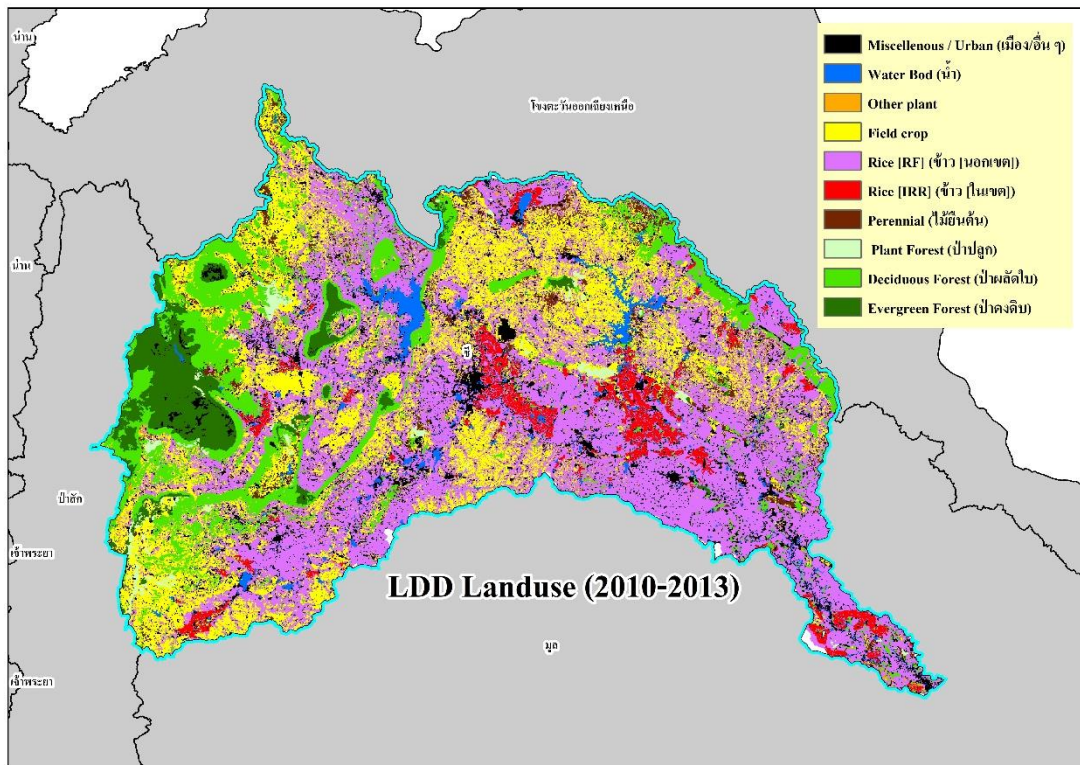 น่าน
โขงตะวันออกเฉียงเหนือ
Miscellenous / Urban (เมือง/อื่น ๆ)
Water Bod (น้ำ)
Other plant
Field crop
Rice [RF] (ข้าว [นอกเขต])
Rice [IRR] (ข้าว [ในเขต])
Perennial (ไม้ยืนต้น)
Plant Forest (ป่าปลูก)
Deciduous Forest (ป่าผลัดใบ)
Evergreen Forest (ป่าดงดิบ)
น่าน
ชี
ป่าสัก
เจ้าพระยา
LDD Landuse (2010-2013)
มูล
เจ้าพระยา